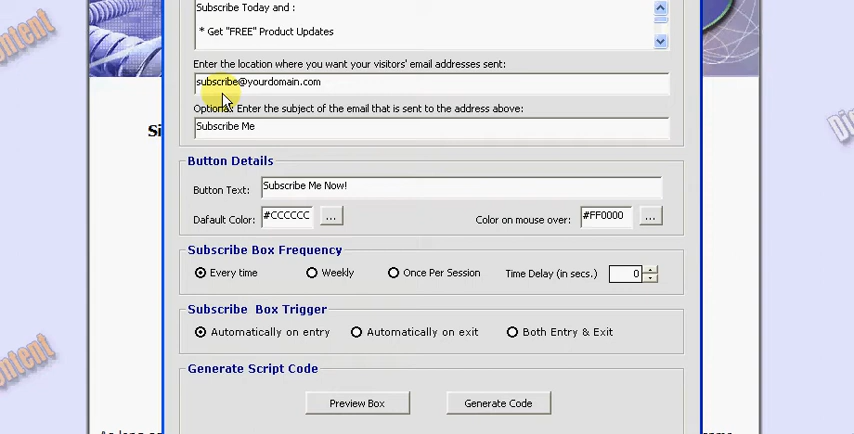 Subscribe Today and :
* Get "FREE" Product Updates
Enter the location where you want your visitors' email addresses sent:
subscribe@yourdomain.com
Optional: Enter the subject of the email that is sent to the address above:
Subscribe Me
Button Details
Button Text: Subscribe Me Now!
Dafault Color: #CCCCCC ... Color on mouse over: #FF0000 ...
Subscribe Box Frequency
Every time Weekly Once Per Session Time Delay (in secs.) 0
Subscribe Box Trigger
Automatically on entry Automatically on exit Both Entry & Exit
Generate Script Code
Preview Box Generate Code